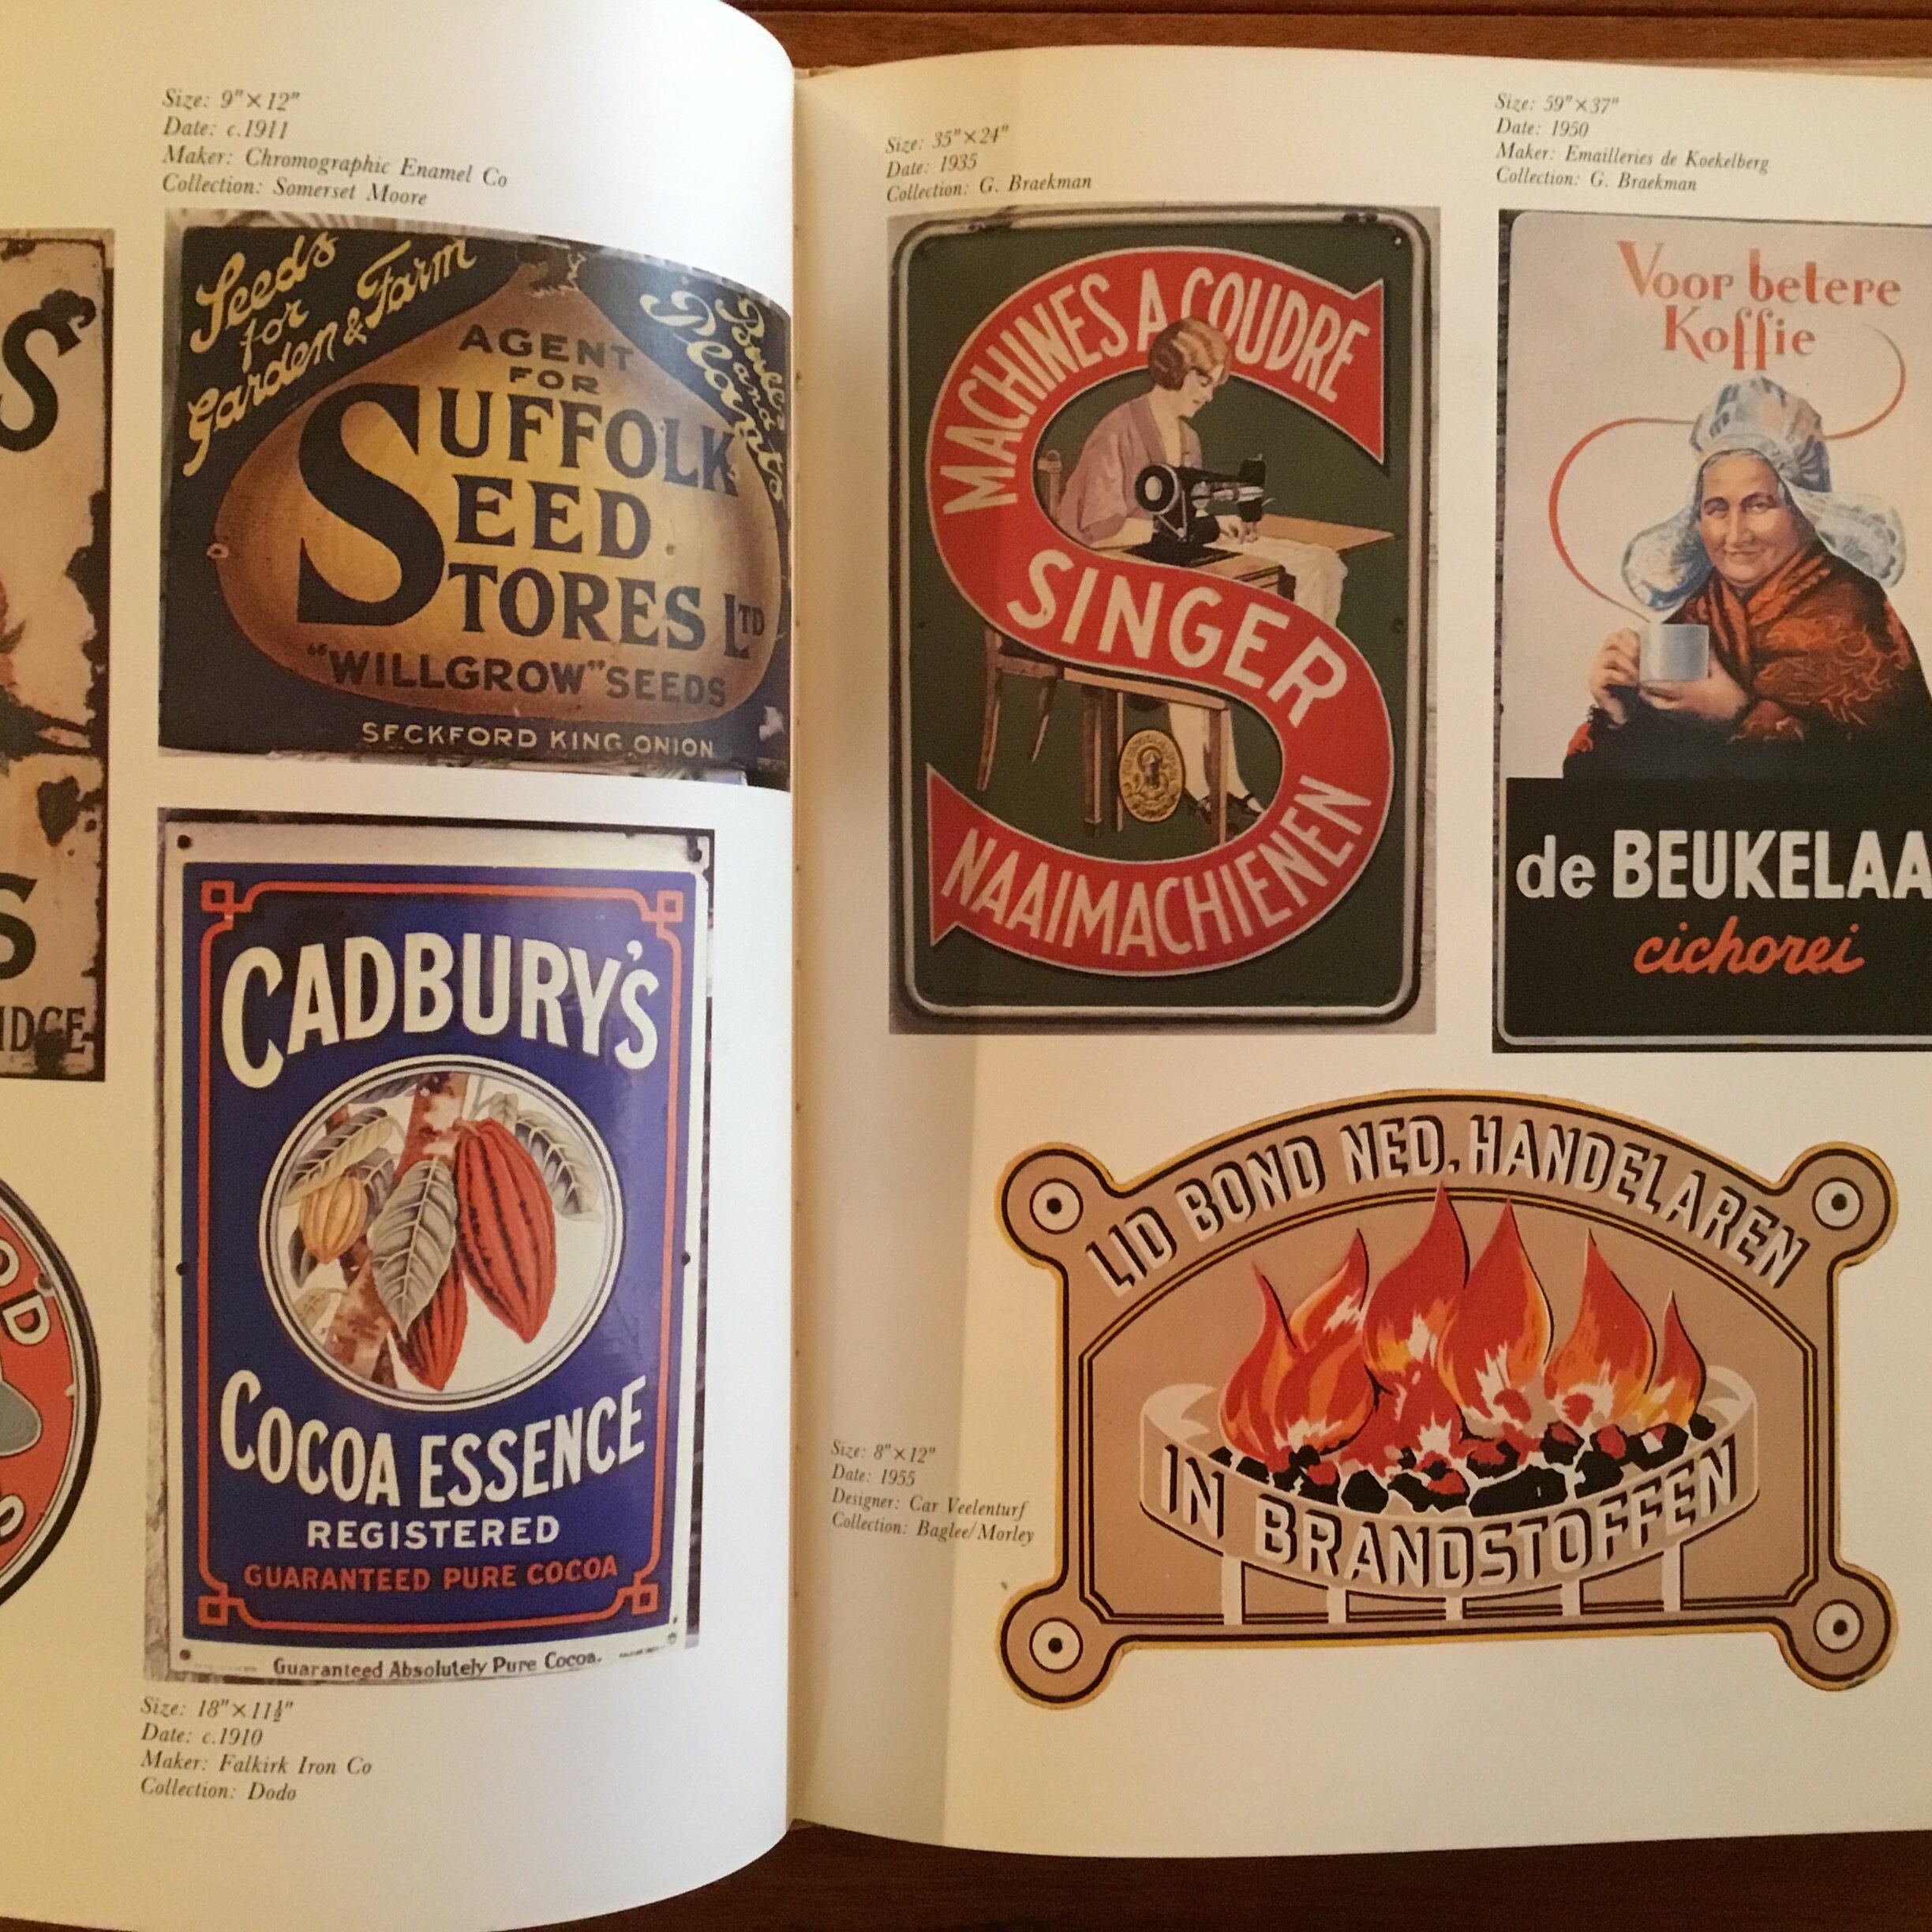 S
S
IDGE
OD
S
Size: 9"×12"
Date: c.1911
Maker: Chromographic Enamel Co
Collection: Somerset Moore
Seeds
for
Garden & Farm
AGENT
FOR
SUFFOLK
SEED
STORES LTD
"WILLGROW" SEEDS
SECKFORD KING ONION
CADBURY'S
COCOA ESSENCE
REGISTERED
GUARANTEED PURE COCOA
Guaranteed Absolutely Pure Cocoa.
Size: 18"×11½"
Date: c.1910
Maker: Falkirk Iron Co
Collection: Dodo
Size: 35"×24"
Date: 1935
Collection: G. Braekman
MACHINES A COUDRE
SINGER
NAAIMACHIENEN
Size: 59"×37"
Date: 1950
Maker: Emailleries de Koekelberg
Collection: G. Braekman
Voor betere
Koffie
de BEUKELAA
cichorei
Size: 8"×12"
Date: 1955
Designer: Car Veelenturf
Collection: Baglee/Morley
LID BOND NED. HANDELAREN
IN BRANDSTOFFEN